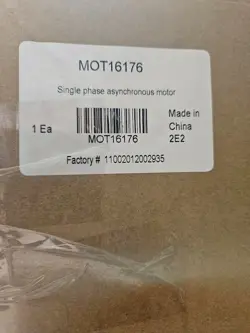 MOT16176
Single phase asynchronous motor
1 Ea
MOT16176
Made in
China
2E2
Factory # 11002012002935